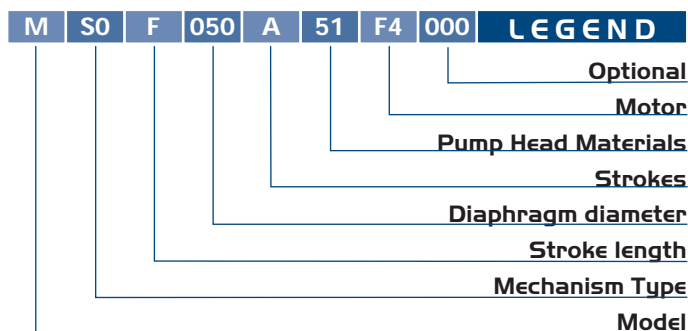 M S0 F 050 A 51 F4 000 LEGEND
Optional
Motor
Pump Head Materials
Strokes
Diaphragm diameter
Stroke length
Mechanism Type
Model